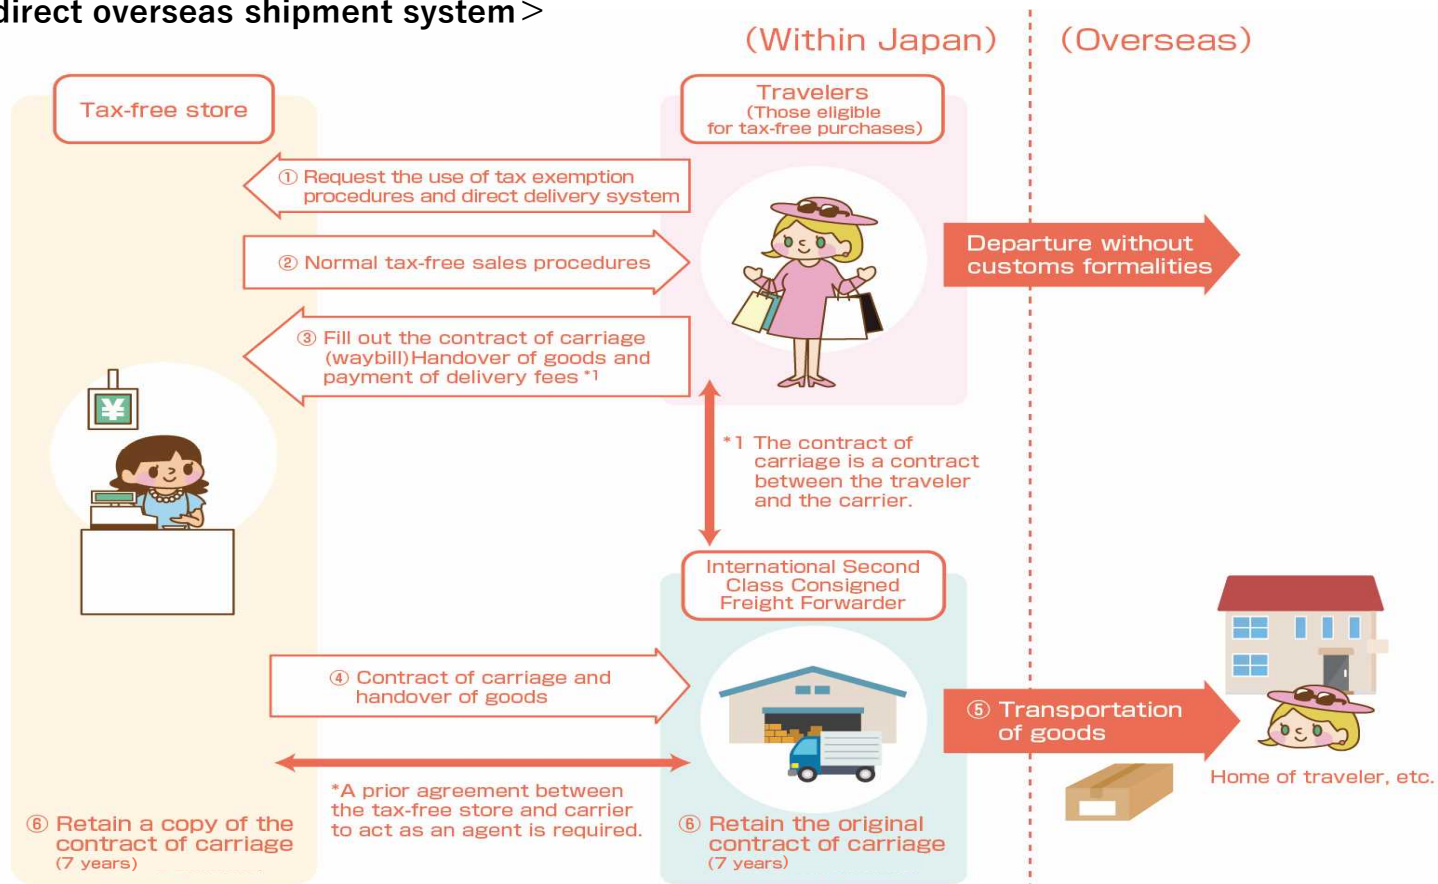 direct overseas shipment system＞
(Within Japan)
(Overseas)
Tax-free store
Travelers
(Those eligible
for tax-free purchases)
① Request the use of tax exemption
procedures and direct delivery system
② Normal tax-free sales procedures
Departure without
customs formalities
③ Fill out the contract of carriage
(waybill)Handover of goods and
payment of delivery fees *1
¥
*1 The contract of
carriage is a contract
between the traveler
and the carrier.
International Second
Class Consigned
Freight Forwarder
④ Contract of carriage and
handover of goods
⑤ Transportation
of goods
Home of traveler, etc.
*A prior agreement between
the tax-free store and carrier
to act as an agent is required.
⑥ Retain a copy of the
contract of carriage
(7 years)
⑥ Retain the original
contract of carriage
(7 years)